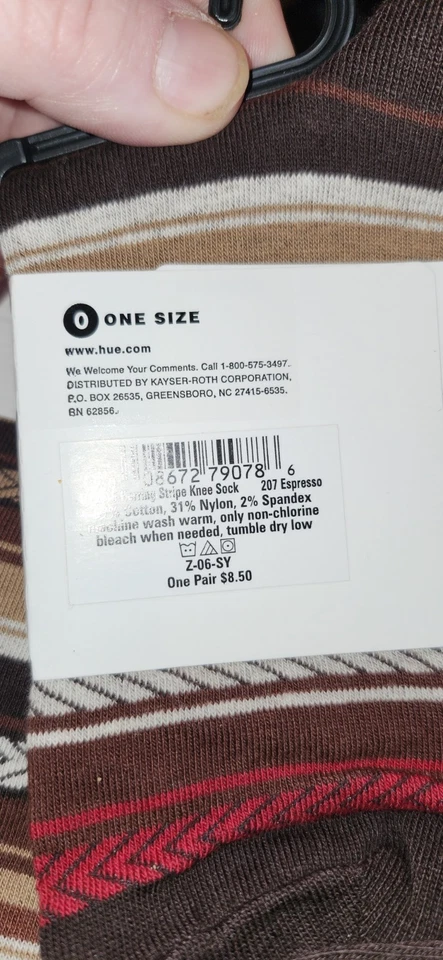 ONE SIZE
www.hue.com
We Welcome Your Comments. Call 1-800-575-3497.
DISTRIBUTED BY KAYSER-ROTH CORPORATION,
P.O. BOX 26535, GREENSBORO, NC 27415-6535.
RN 62856.
08672 79078 6
Stripe Knee Sock 207 Espresso
Cotton, 31% Nylon, 2% Spandex
machine wash warm, only non-chlorine
bleach when needed, tumble dry low
Z-06-SY
One Pair $8.50